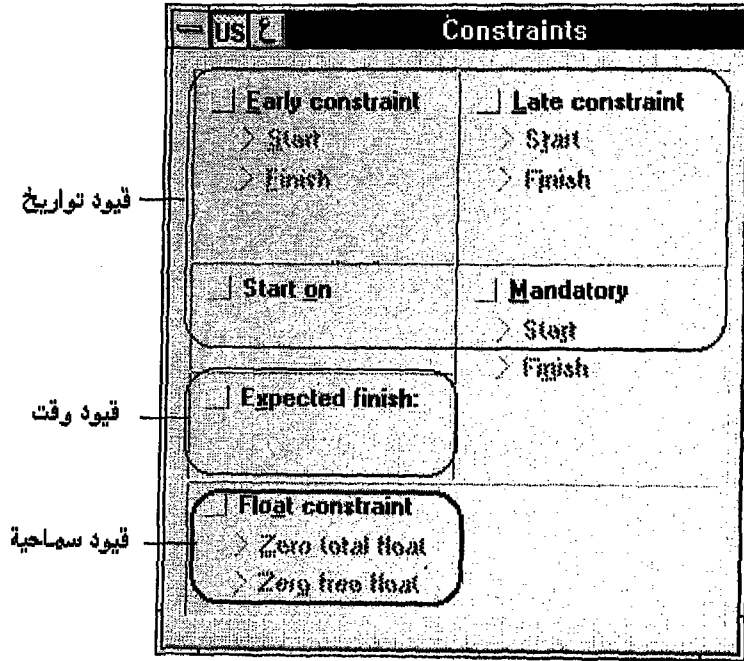 US ع Constraints
Early constraint
Start
Finish
Late constraint
Start
Finish
Start on
Mandatory
Start
Finish
Expected finish:
Float constraint
Zero total float
Zero free float
قيود تواريخ
قيود وقت
قيود سماحية